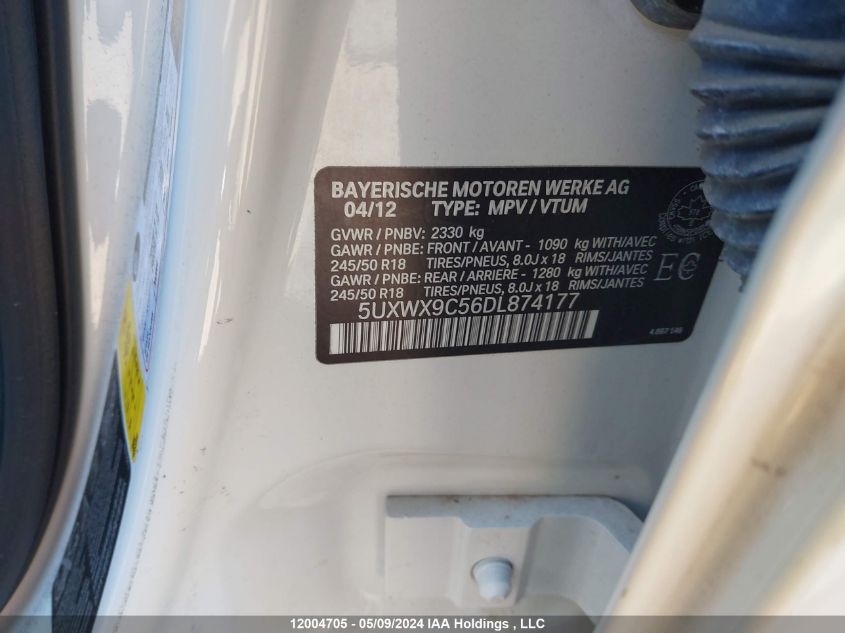 BAYERISCHE MOTOREN WERKE AG
04/12 TYPE: MPV / VTUM
GVWR / PNBV: 2330 kg
GAWR / PNBE: FRONT / AVANT - 1090 kg WITH/AVEC
245/50 R18 TIRES/PNEUS, 8.0J x 18 RIMS/JANTES
GAWR / PNBE: REAR / ARRIERE - 1280 kg WITH/AVEC
245/50 R18 TIRES/PNEUS, 8.0J x 18 RIMS/JANTES
EC
5UXWX9C56DL874177
12004705 - 05/09/2024 IAA Holdings , LLC